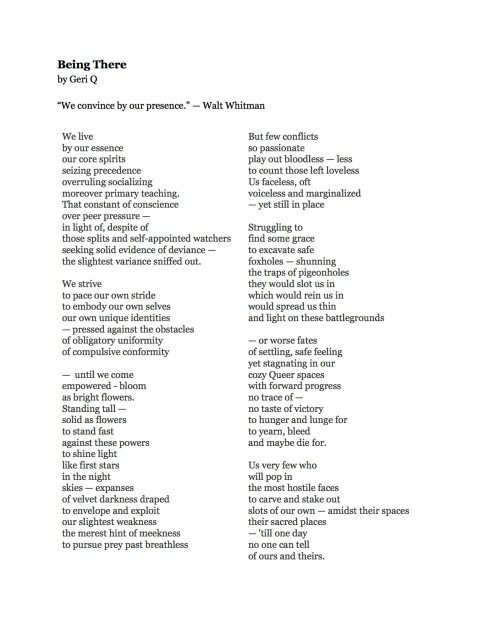 Being There
by Geri Q
“We convince by our presence.” — Walt Whitman
We live
by our essence
our core spirits
seizing precedence
overruling socializing
moreover primary teaching.
That constant of conscience
over peer pressure —
in light of, despite of
those splits and self-appointed watchers
seeking solid evidence of deviance —
the slightest variance sniffed out.
We strive
to pace our own stride
to embody our own selves
our own unique identities
— pressed against the obstacles
of obligatory uniformity
of compulsive conformity
— until we come
empowered - bloom
as bright flowers.
Standing tall —
solid as flowers
to stand fast
against these powers
to shine light
like first stars
in the night
skies — expanses
of velvet darkness draped
to envelope and exploit
our slightest weakness
the merest hint of meekness
to pursue prey past breathless
But few conflicts
so passionate
play out bloodless — less
to count those left loveless
Us faceless, oft
voiceless and marginalized
— yet still in place
Struggling to
find some grace
to excavate safe
foxholes — shunning
the traps of pigeonholes
they would slot us in
which would rein us in
would spread us thin
and light on these battlegrounds
— or worse fates
of settling, safe feeling
yet stagnating in our
cozy Queer spaces
with forward progress
no trace of —
no taste of victory
to hunger and lunge for
to yearn, bleed
and maybe die for.
Us very few who
will pop in
the most hostile faces
to carve and stake out
slots of our own — amidst their spaces
their sacred places
— 'till one day
no one can tell
of ours and theirs.